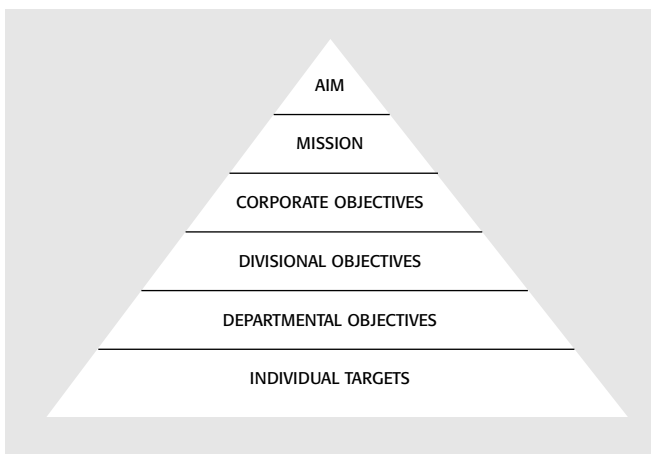 AIM
MISSION
CORPORATE OBJECTIVES
DIVISIONAL OBJECTIVES
DEPARTMENTAL OBJECTIVES
INDIVIDUAL TARGETS